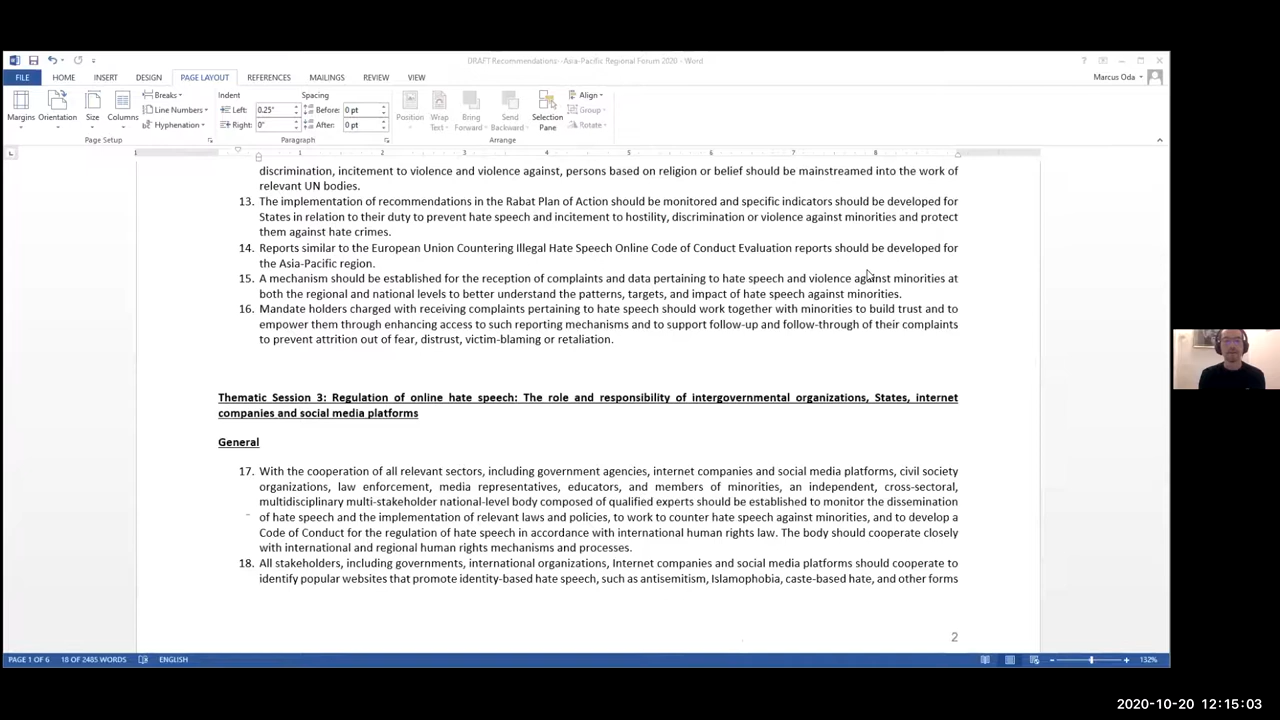 DRAFT Recommendations--Asia-Pacific Regional Forum 2020 - Word
FILE HOME INSERT DESIGN PAGE LAYOUT REFERENCES MAILINGS REVIEW VIEW Marcus Oda
Margins Orientation Size Columns
Breaks
Line Numbers
Hyphenation
Page Setup
Indent Spacing
Left: 0.25" Before: 0 pt
Right: 0" After: 0 pt
Paragraph
Position Wrap Text Bring Forward Send Backward Selection Pane
Align
Group
Rotate
Arrange
1 1 2 3 4 5 6 7 8
discrimination, incitement to violence and violence against, persons based on religion or belief should be mainstreamed into the work of
relevant UN bodies.
13. The implementation of recommendations in the Rabat Plan of Action should be monitored and specific indicators should be developed for
States in relation to their duty to prevent hate speech and incitement to hostility, discrimination or violence against minorities and protect
them against hate crimes.
14. Reports similar to the European Union Countering Illegal Hate Speech Online Code of Conduct Evaluation reports should be developed for
the Asia-Pacific region.
15. A mechanism should be established for the reception of complaints and data pertaining to hate speech and violence against minorities at
both the regional and national levels to better understand the patterns, targets, and impact of hate speech against minorities.
16. Mandate holders charged with receiving complaints pertaining to hate speech should work together with minorities to build trust and to
empower them through enhancing access to such reporting mechanisms and to support follow-up and follow-through of their complaints
to prevent attrition out of fear, distrust, victim-blaming or retaliation.
Thematic Session 3: Regulation of online hate speech: The role and responsibility of intergovernmental organizations, States, internet
companies and social media platforms
General
17. With the cooperation of all relevant sectors, including government agencies, internet companies and social media platforms, civil society
organizations, law enforcement, media representatives, educators, and members of minorities, an independent, cross-sectoral,
multidisciplinary multi-stakeholder national-level body composed of qualified experts should be established to monitor the dissemination
of hate speech and the implementation of relevant laws and policies, to work to counter hate speech against minorities, and to develop a
Code of Conduct for the regulation of hate speech in accordance with international human rights law. The body should cooperate closely
with international and regional human rights mechanisms and processes.
18. All stakeholders, including governments, international organizations, Internet companies and social media platforms should cooperate to
identify popular websites that promote identity-based hate speech, such as antisemitism, Islamophobia, caste-based hate, and other forms
2
PAGE 1 OF 6 18 OF 2485 WORDS ENGLISH 132%
2020-10-20 12:15:03